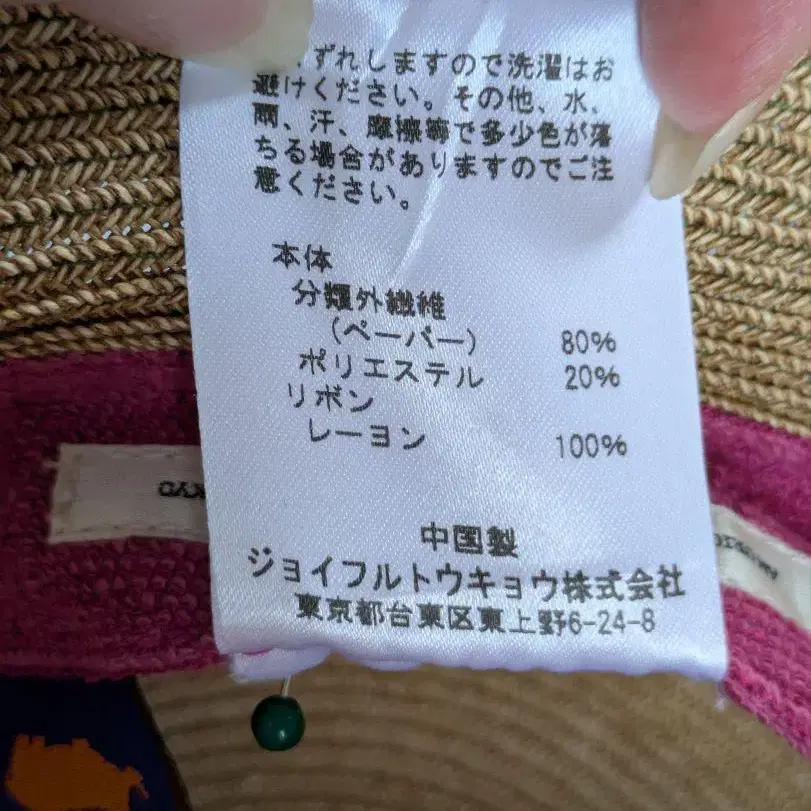 ずれしますので洗濯はお
避けください。その他、水、
雨、汗、摩擦等で多少色が落
ちる場合がありますのでご注
意ください。
本体
分類外繊維
(ペーパー) 80%
ポリエステル 20%
リボン
レーヨン 100%
中国製
ジョイフルトウキョウ株式会社
東京都台東区東上野6-24-8